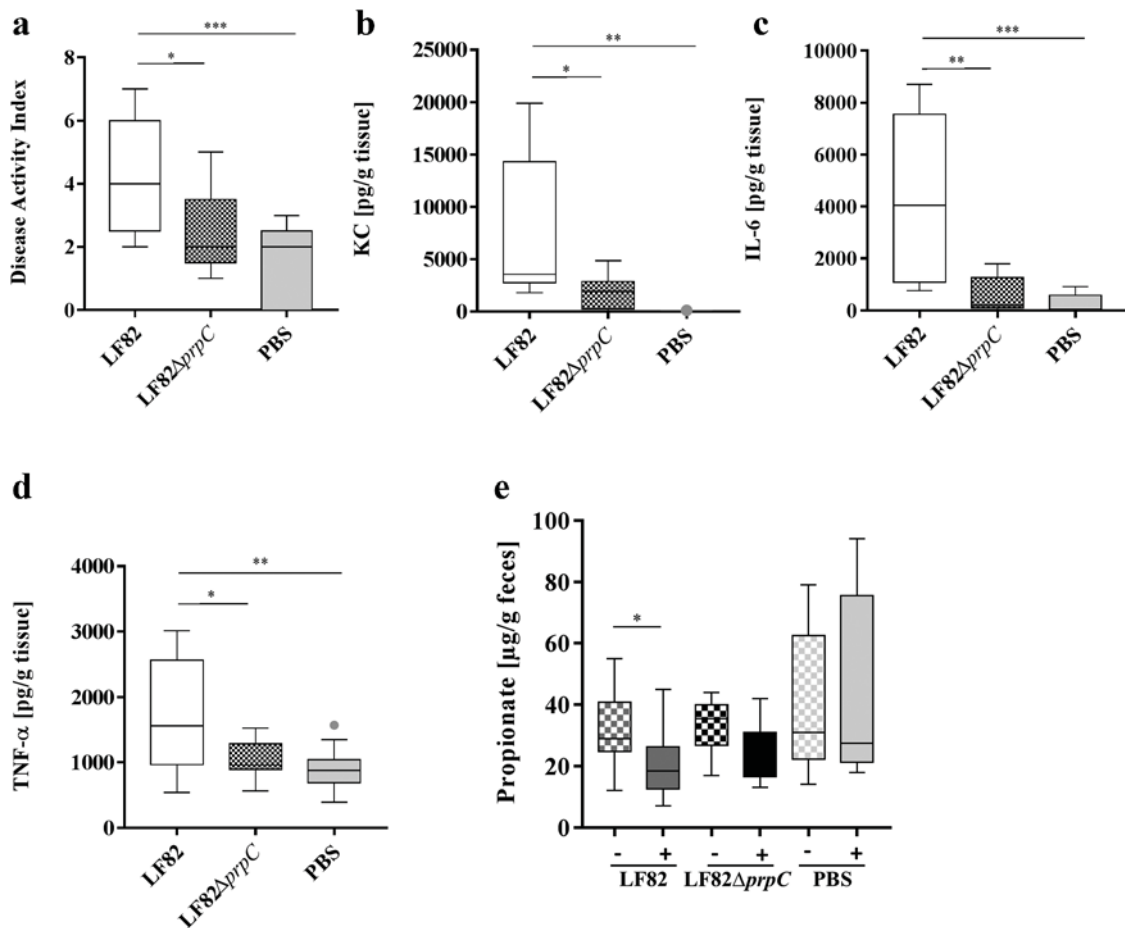 a
Disease Activity Index
8
6
4
2
0
***
*
LF82
LF82ΔprpC
PBS
b
KC [pg/g tissue]
25000
20000
15000
10000
5000
0
**
*
LF82
LF82ΔprpC
PBS
c
IL-6 [pg/g tissue]
10000
8000
6000
4000
2000
0
***
**
LF82
LF82ΔprpC
PBS
d
TNF-α [pg/g tissue]
4000
3000
2000
1000
0
**
*
LF82
LF82ΔprpC
PBS
e
Propionate [µg/g feces]
100
80
60
40
20
0
*
- + - + - +
LF82 LF82ΔprpC PBS